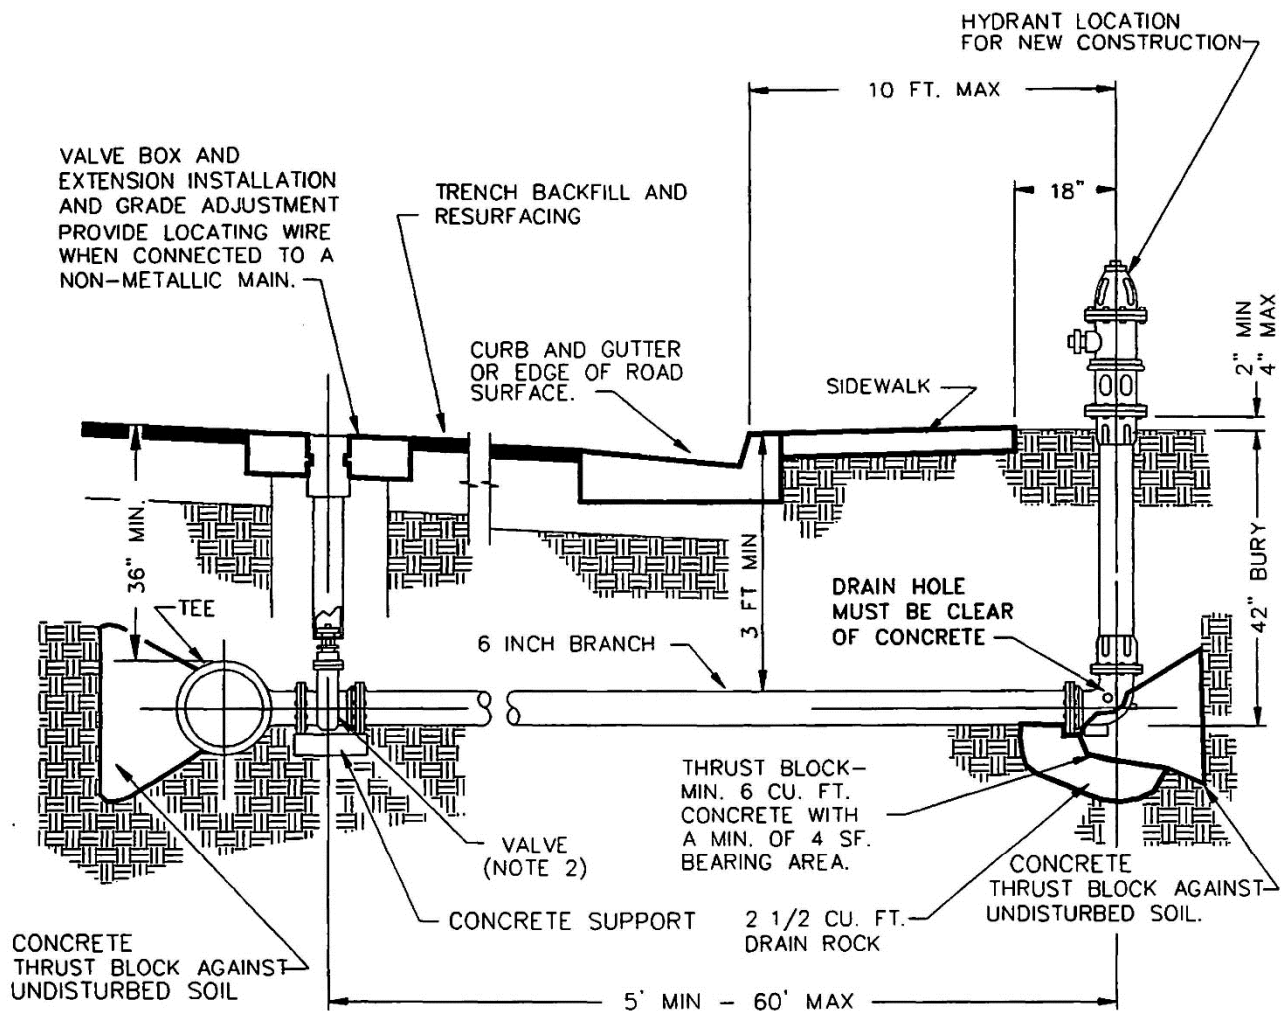 HYDRANT LOCATION
FOR NEW CONSTRUCTION
10 FT. MAX
VALVE BOX AND
EXTENSION INSTALLATION
AND GRADE ADJUSTMENT
PROVIDE LOCATING WIRE
WHEN CONNECTED TO A
NON-METALLIC MAIN.
TRENCH BACKFILL AND
RESURFACING
18"
2" MIN
4" MAX
CURB AND GUTTER
OR EDGE OF ROAD
SURFACE.
SIDEWALK
36" MIN.
TEE
3 FT MIN
DRAIN HOLE
MUST BE CLEAR
OF CONCRETE
42" BURY
6 INCH BRANCH
THRUST BLOCK-
MIN. 6 CU. FT.
CONCRETE WITH
A MIN. OF 4 SF.
BEARING AREA.
VALVE
(NOTE 2)
CONCRETE
THRUST BLOCK AGAINST
UNDISTURBED SOIL.
CONCRETE SUPPORT
2 1/2 CU. FT.
DRAIN ROCK
CONCRETE
THRUST BLOCK AGAINST
UNDISTURBED SOIL
5' MIN - 60' MAX